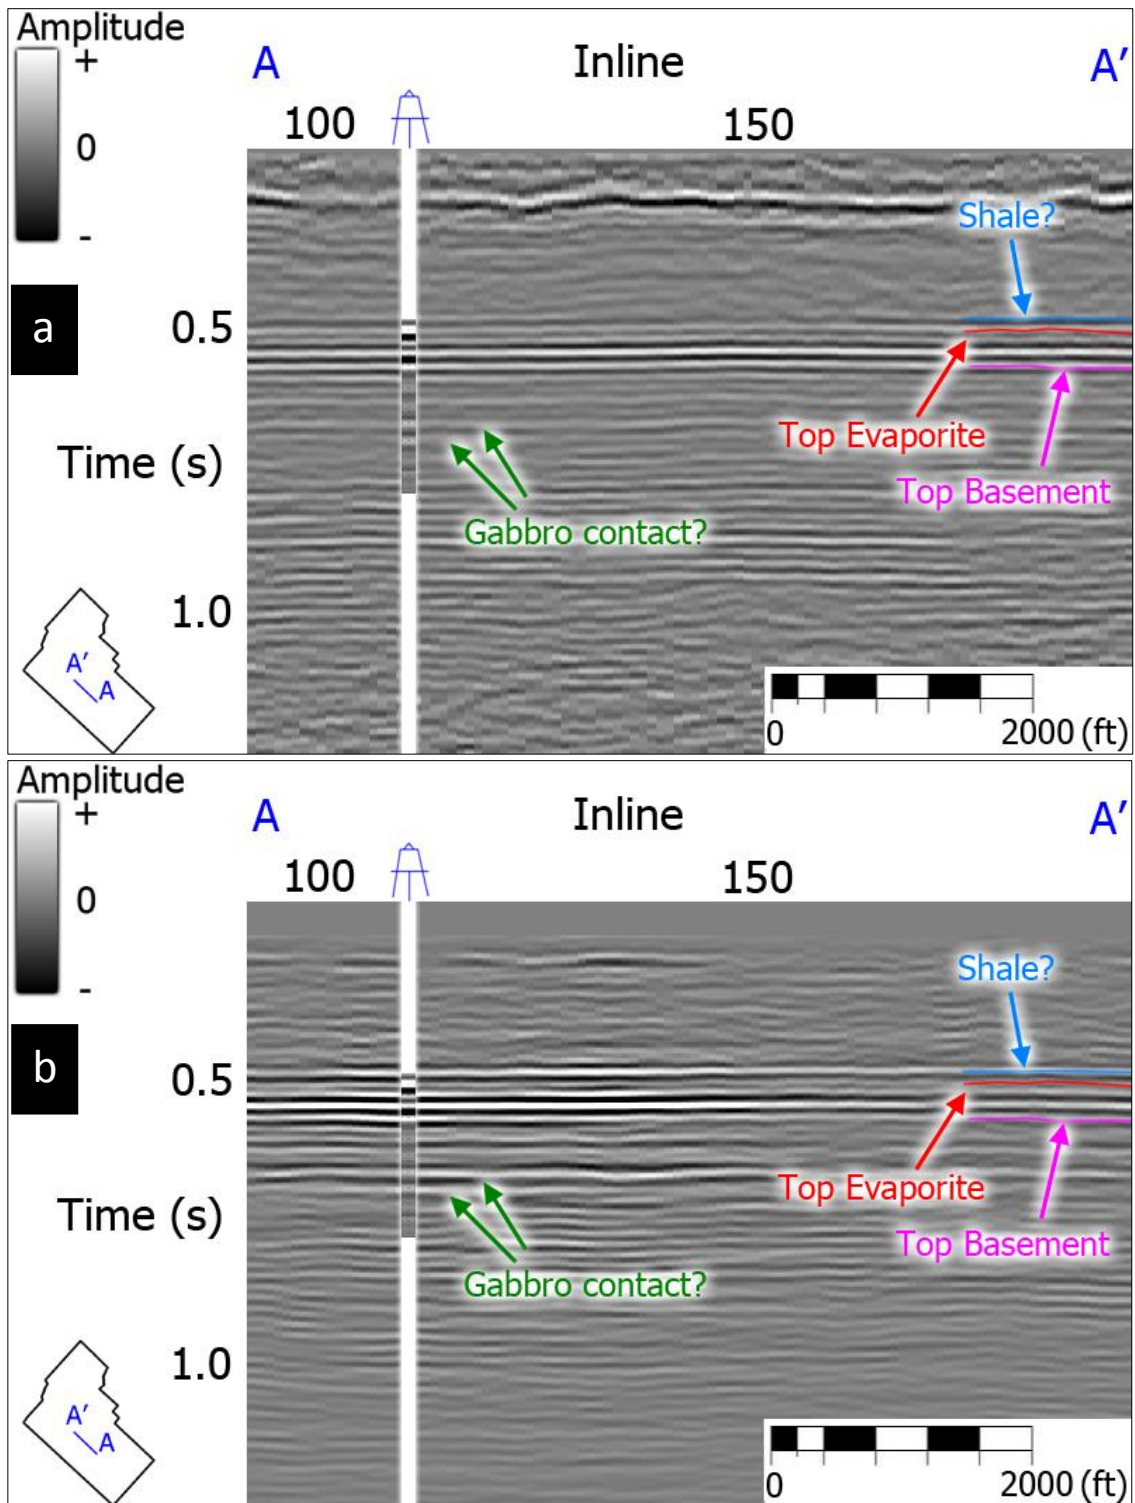 Amplitude
+
0
-
A
Inline
A′
100
150
Shale?
a
0.5
Top Evaporite
Time (s)
Top Basement
Gabbro contact?
1.0
A′
A
0
2000 (ft)
Amplitude
+
0
-
A
Inline
A′
100
150
Shale?
b
0.5
Top Evaporite
Time (s)
Top Basement
Gabbro contact?
1.0
A′
A
0
2000 (ft)